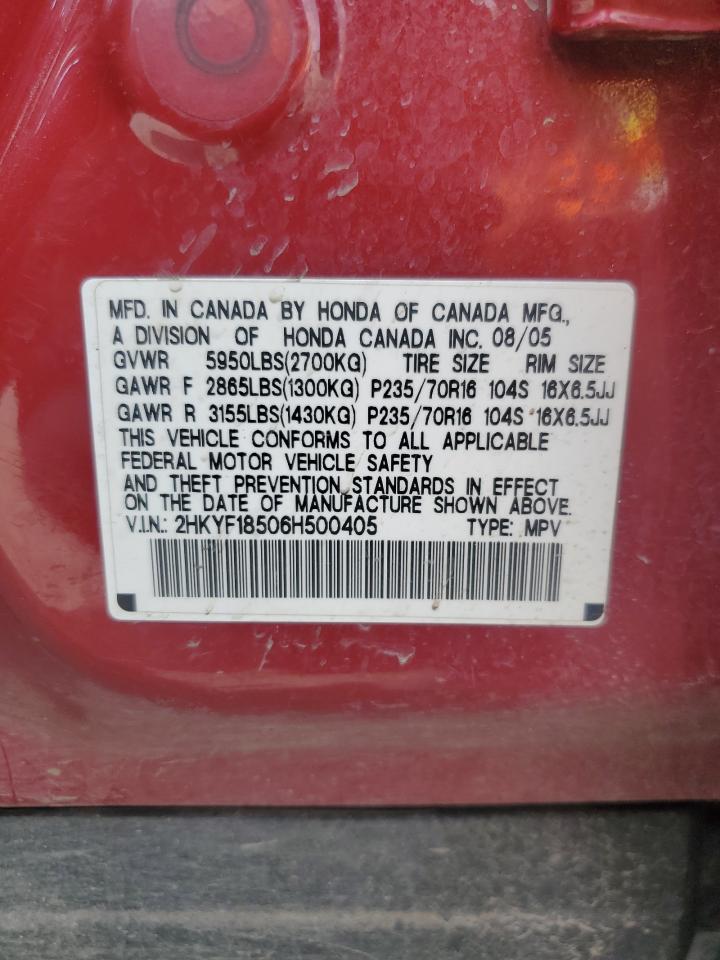 MFD. IN CANADA BY HONDA OF CANADA MFG.,
A DIVISION OF HONDA CANADA INC. 08/05
GVWR 5950LBS(2700KG) TIRE SIZE RIM SIZE
GAWR F 2865LBS(1300KG) P235/70R16 104S 16X6.5JJ
GAWR R 3155LBS(1430KG) P235/70R16 104S 16X6.5JJ
THIS VEHICLE CONFORMS TO ALL APPLICABLE
FEDERAL MOTOR VEHICLE SAFETY
AND THEFT PREVENTION STANDARDS IN EFFECT
ON THE DATE OF MANUFACTURE SHOWN ABOVE.
V.I.N.: 2HKYF18506H500405 TYPE: MPV